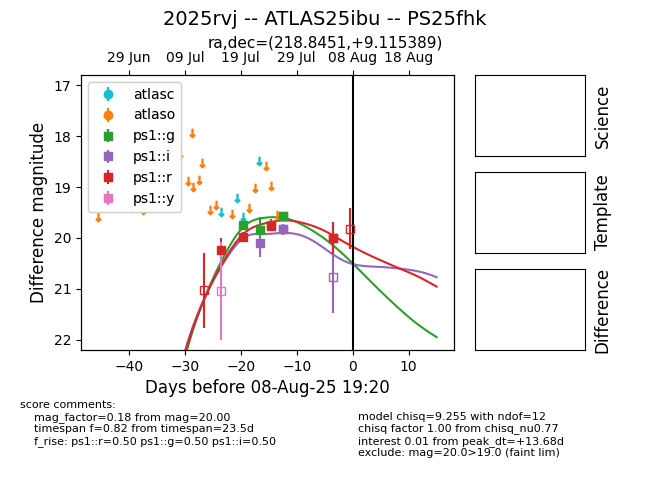 2025rvj -- ATLAS25ibu -- PS25fhk
ra,dec=(218.8451,+9.115389)
29 Jun 09 Jul 19 Jul 29 Jul 08 Aug 18 Aug
17
18
19
20
21
22
Difference magnitude
atlasc
atlaso
ps1::g
ps1::i
ps1::r
ps1::y
−40 −30 −20 −10 0 10
Days before 08-Aug-25 19:20
Science
Template
Difference
score comments:
mag_factor=0.18 from mag=20.00
timespan f=0.82 from timespan=23.5d
f_rise: ps1::r=0.50 ps1::g=0.50 ps1::i=0.50
model chisq=9.255 with ndof=12
chisq factor 1.00 from chisq_nu0.77
interest 0.01 from peak_dt=+13.68d
exclude: mag=20.0>19.0 (faint lim)